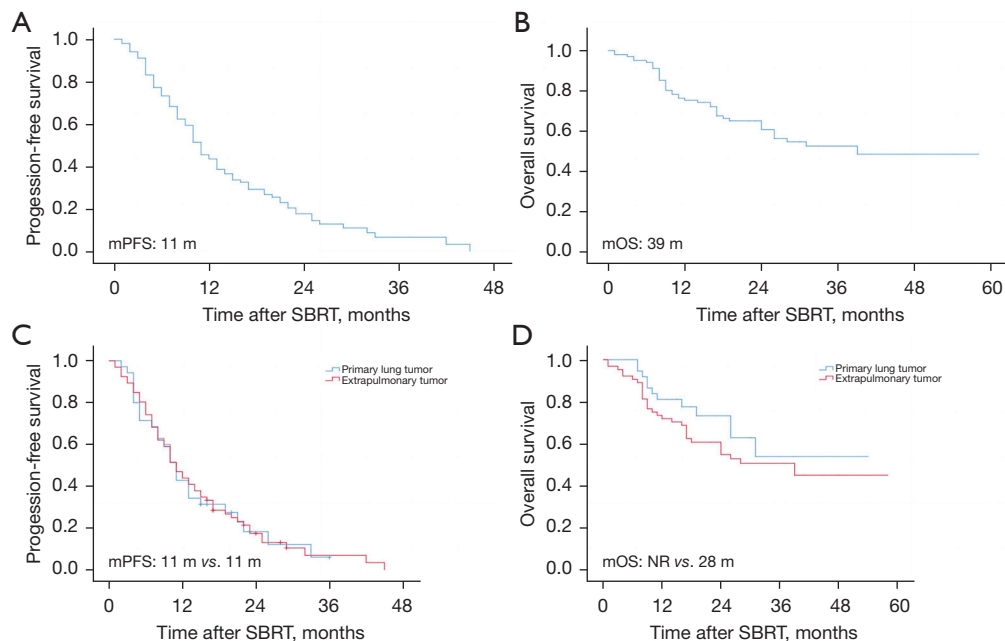 A
Progession-free survival
1.0
0.8
0.6
0.4
0.2
0.0
mPFS: 11 m
0 12 24 36 48
Time after SBRT, months
B
Overall survival
1.0
0.8
0.6
0.4
0.2
0.0
mOS: 39 m
0 12 24 36 48 60
Time after SBRT, months
C
Progession-free survival
1.0
0.8
0.6
0.4
0.2
0.0
Primary lung tumor
Extrapulmonary tumor
mPFS: 11 m vs. 11 m
0 12 24 36 48
Time after SBRT, months
D
Overall survival
1.0
0.8
0.6
0.4
0.2
0.0
Primary lung tumor
Extrapulmonary tumor
mOS: NR vs. 28 m
0 12 24 36 48 60
Time after SBRT, months